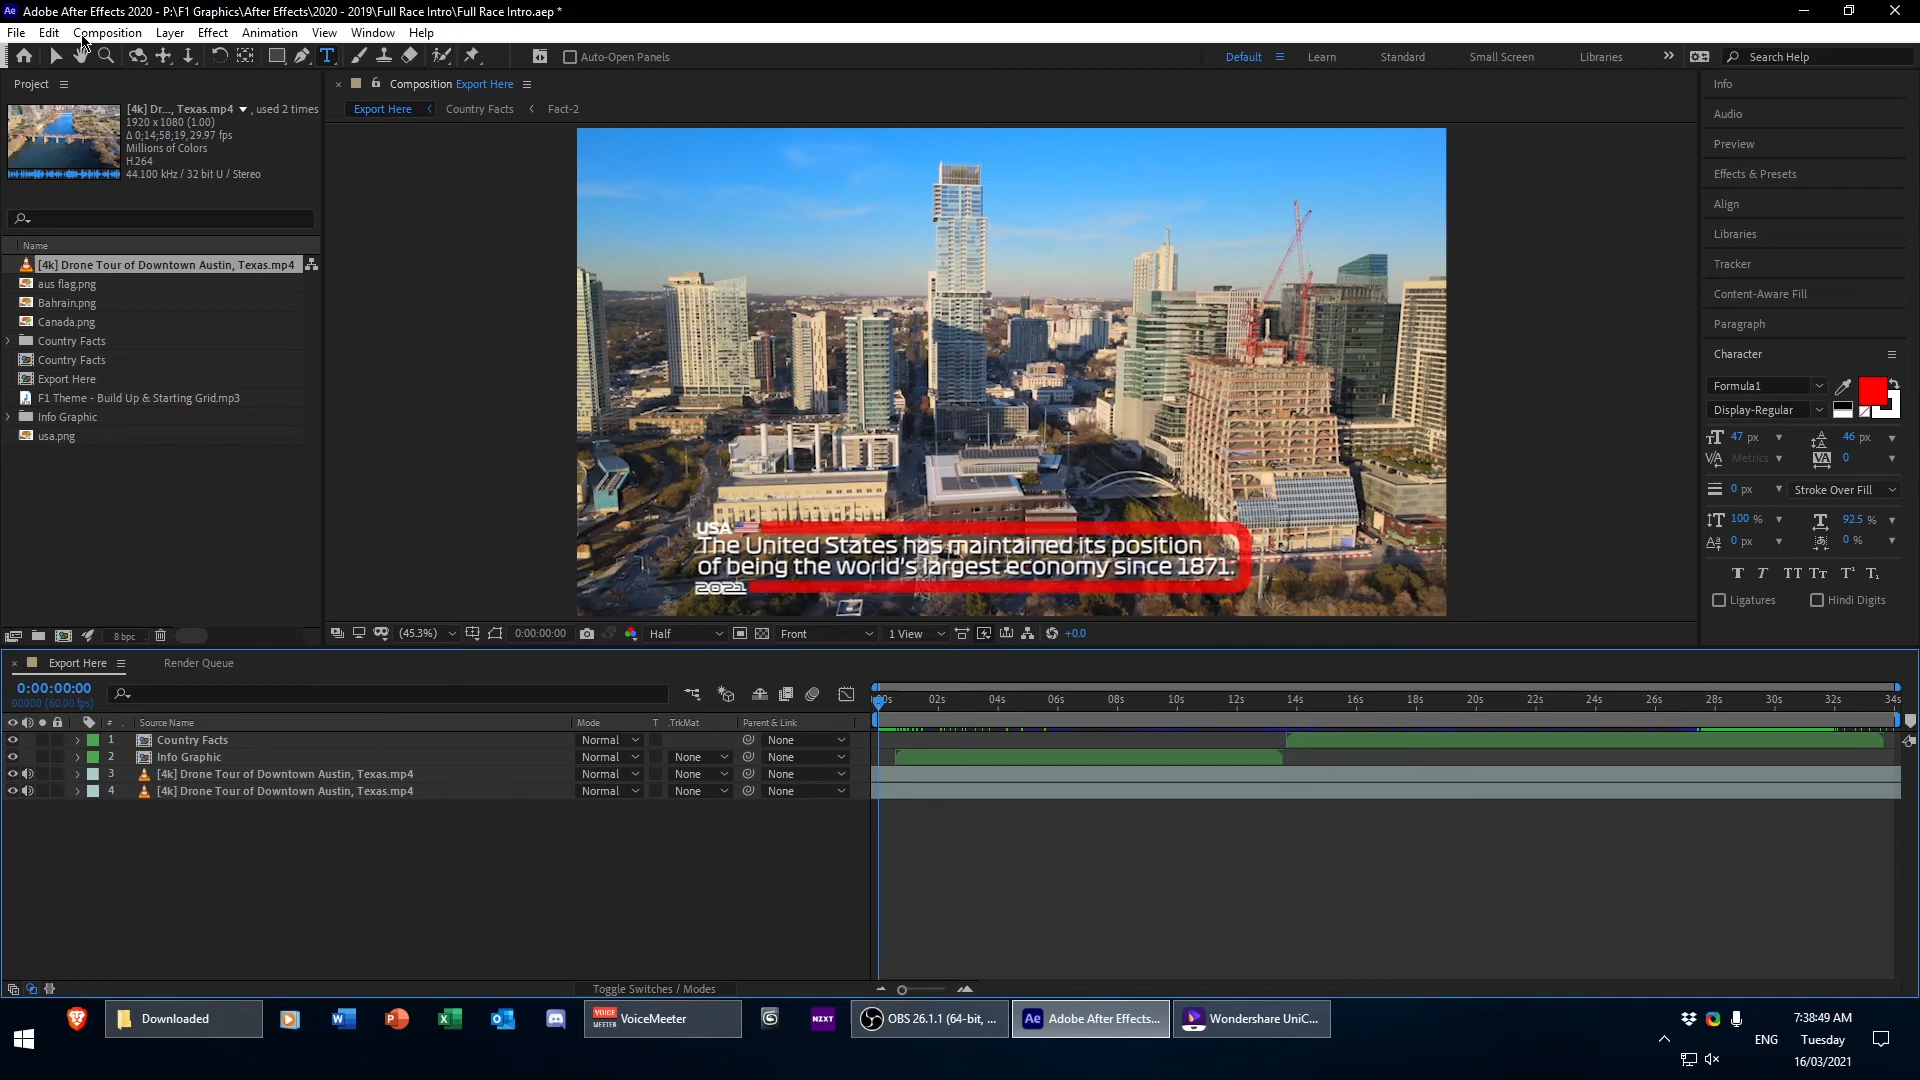 Adobe After Effects 2020 - P:\F1 Graphics\After Effects\2020 - 2019\Full Race Intro\Full Race Intro.aep *
File Edit Composition Layer Effect Animation View Window Help
Auto-Open Panels
Default Learn Standard Small Screen Libraries Search Help
Project
[4k] Dr..., Texas.mp4, used 2 times
1920 x 1080 (1.00)
Δ 0;14;58;19, 29.97 fps
Millions of Colors
H.264
44.100 kHz / 32 bit U / Stereo
Name
[4k] Drone Tour of Downtown Austin, Texas.mp4
aus flag.png
Bahrain.png
Canada.png
Country Facts
Country Facts
Export Here
F1 Theme - Build Up & Starting Grid.mp3
Info Graphic
usa.png
8 bpc
Composition Export Here
Export Here Country Facts Fact-2
USA
The United States has maintained its position
of being the world's largest economy since 1871.
2021
(45.3%) 0:00:00:00 Half Front 1 View +0.0
Info
Audio
Preview
Effects & Presets
Align
Libraries
Tracker
Content-Aware Fill
Paragraph
Character
Formula1
Display-Regular
47 px 46 px
Metrics 0
0 px Stroke Over Fill
100 % 92.5 %
0 px 0 %
Ligatures Hindi Digits
Export Here Render Queue
0:00:00:00
00000 (60.00 fps)
02s 04s 06s 08s 10s 12s 14s 16s 18s 20s 22s 24s 26s 28s 30s 32s 34s
# Source Name Mode T .TrkMat Parent & Link
1 Country Facts Normal None
2 Info Graphic Normal None None
3 [4k] Drone Tour of Downtown Austin, Texas.mp4 Normal None None
4 [4k] Drone Tour of Downtown Austin, Texas.mp4 Normal None None
Toggle Switches / Modes
Downloaded
VOICE MEETER VoiceMeeter
NZXT
OBS 26.1.1 (64-bit, ...
Adobe After Effects...
Wondershare UniC...
ENG
7:38:49 AM
Tuesday
16/03/2021